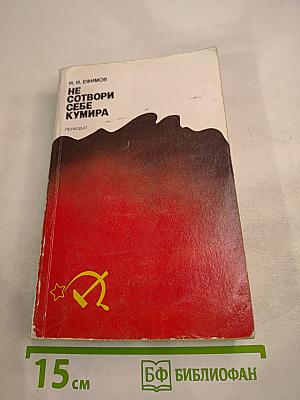 И. И. ЕФИМОВ
НЕ
СОТВОРИ
СЕБЕ
КУМИРА
ЛЕНИЗДАТ
15 см
БФ БИБЛИОФАН